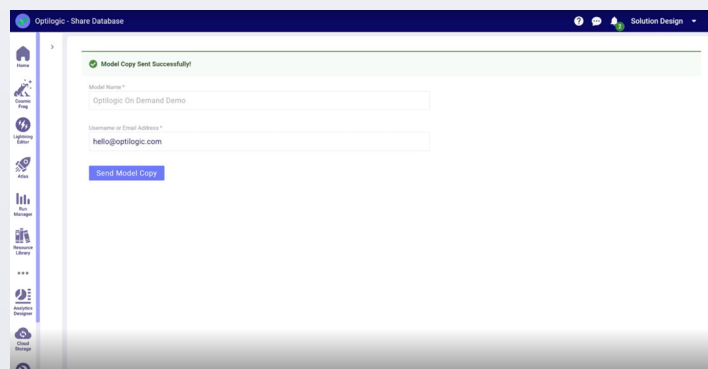 Optilogic - Share Database
2
Solution Design
Home
Cosmic
Frog
Lightning
Editor
Atlas
Run
Manager
Resource
Library
Analytics
Designer
Cloud
Storage
Model Copy Sent Successfully!
Model Name *
Optilogic On Demand Demo
Username or Email Address *
hello@optilogic.com
Send Model Copy